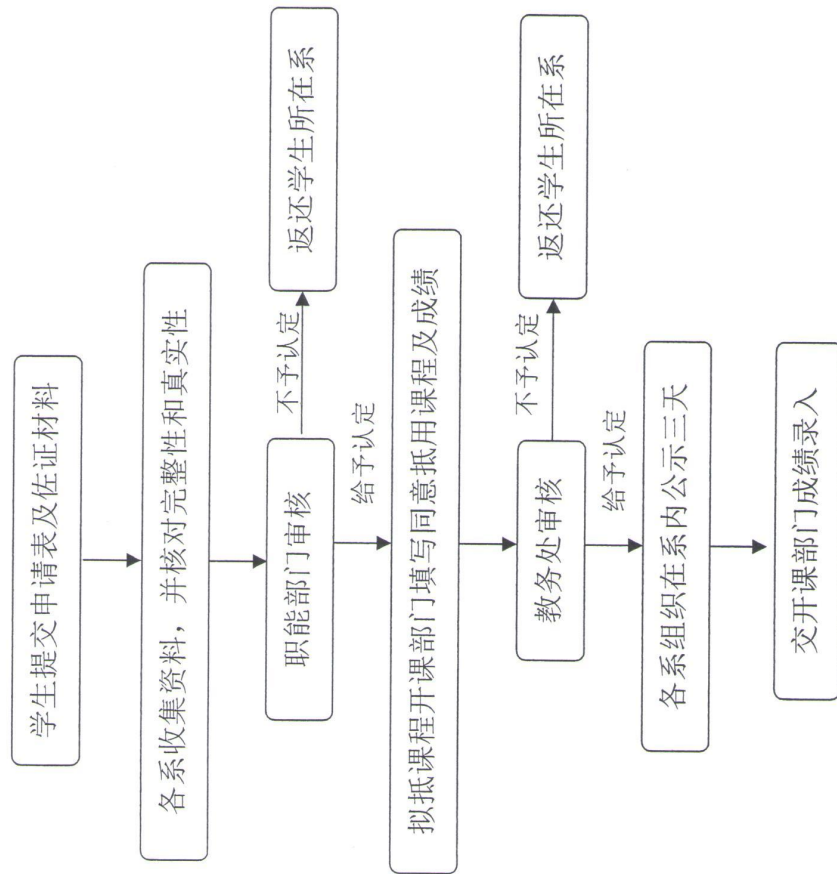 学生提交申请表及佐证材料
各系收集资料，并核对完整性和真实性
职能部门审核
不予认定
返还学生所在系
给予认定
拟抵课程开课部门填写同意抵用课程及成绩
教务处审核
不予认定
返还学生所在系
给予认定
各系组织在系内公示三天
交开课部门成绩录入